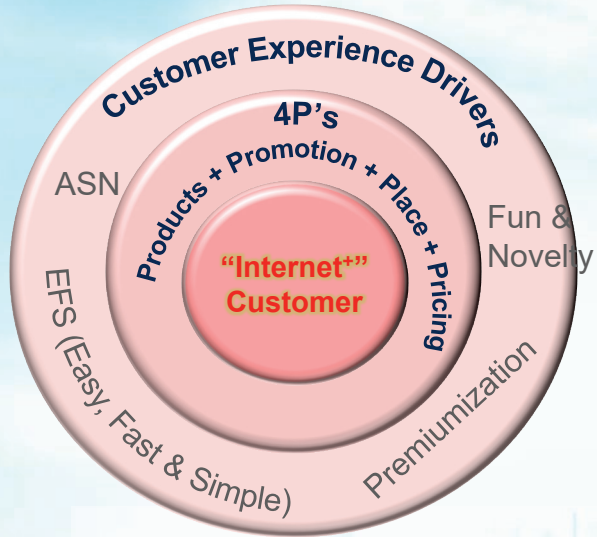 Customer Experience Drivers
4P's
Products + Promotion + Place + Pricing
ASN
Fun &
Novelty
"Internet⁺"
Customer
EFS (Easy, Fast & Simple)
Premiumization